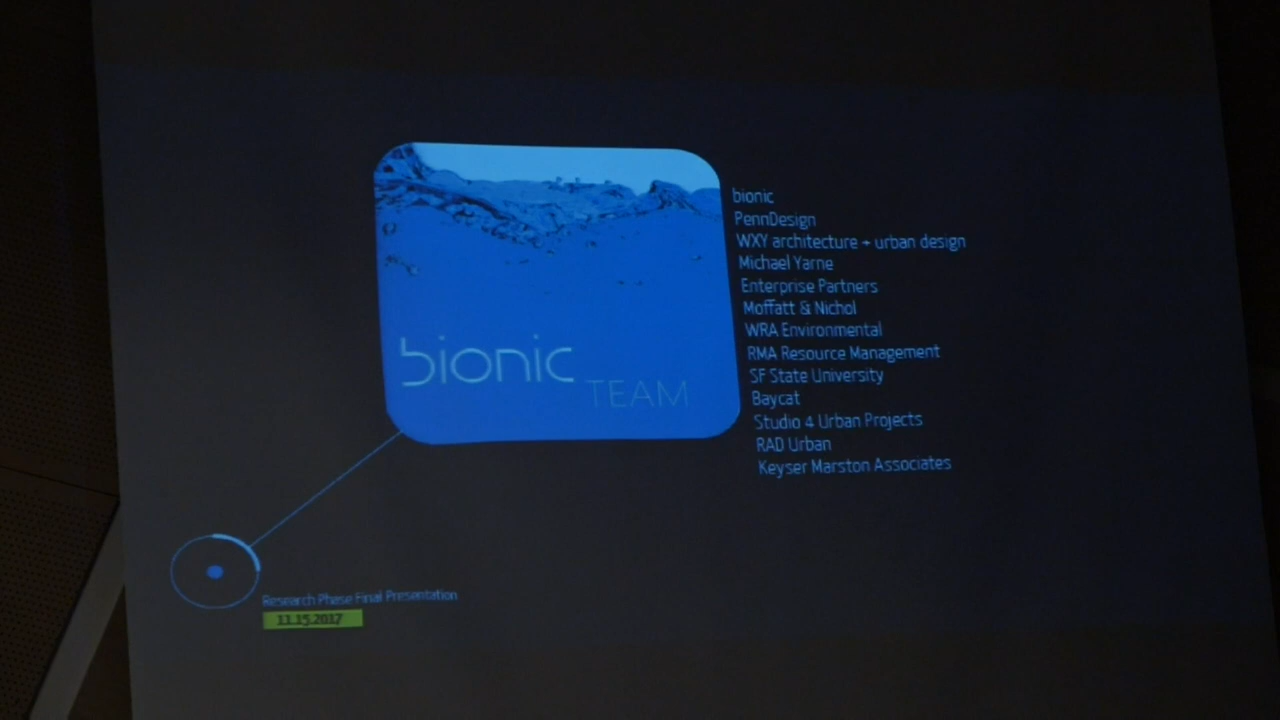 bionic
TEAM
bionic
PennDesign
WXY architecture + urban design
Michael Yarne
Enterprise Partners
Moffatt & Nichol
WRA Environmental
RMA Resource Management
SF State University
Baycat
Studio 4 Urban Projects
RAD Urban
Keyser Marston Associates
Research Phase Final Presentation
11.15.2017